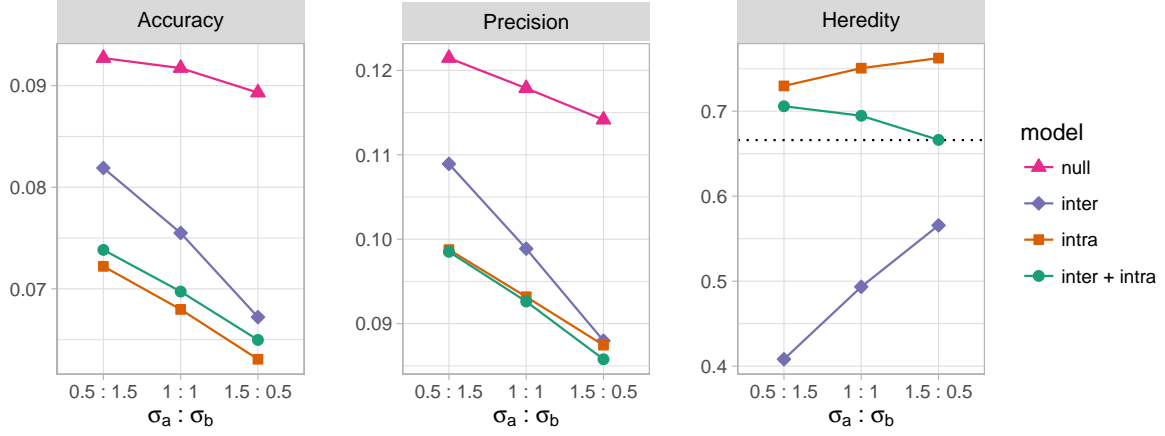 Accuracy
0.09
0.08
0.07
0.5 : 1.5 1 : 1 1.5 : 0.5
σa : σb
Precision
0.12
0.11
0.10
0.09
0.5 : 1.5 1 : 1 1.5 : 0.5
σa : σb
Heredity
0.7
0.6
0.5
0.4
0.5 : 1.5 1 : 1 1.5 : 0.5
σa : σb
model
null
inter
intra
inter + intra